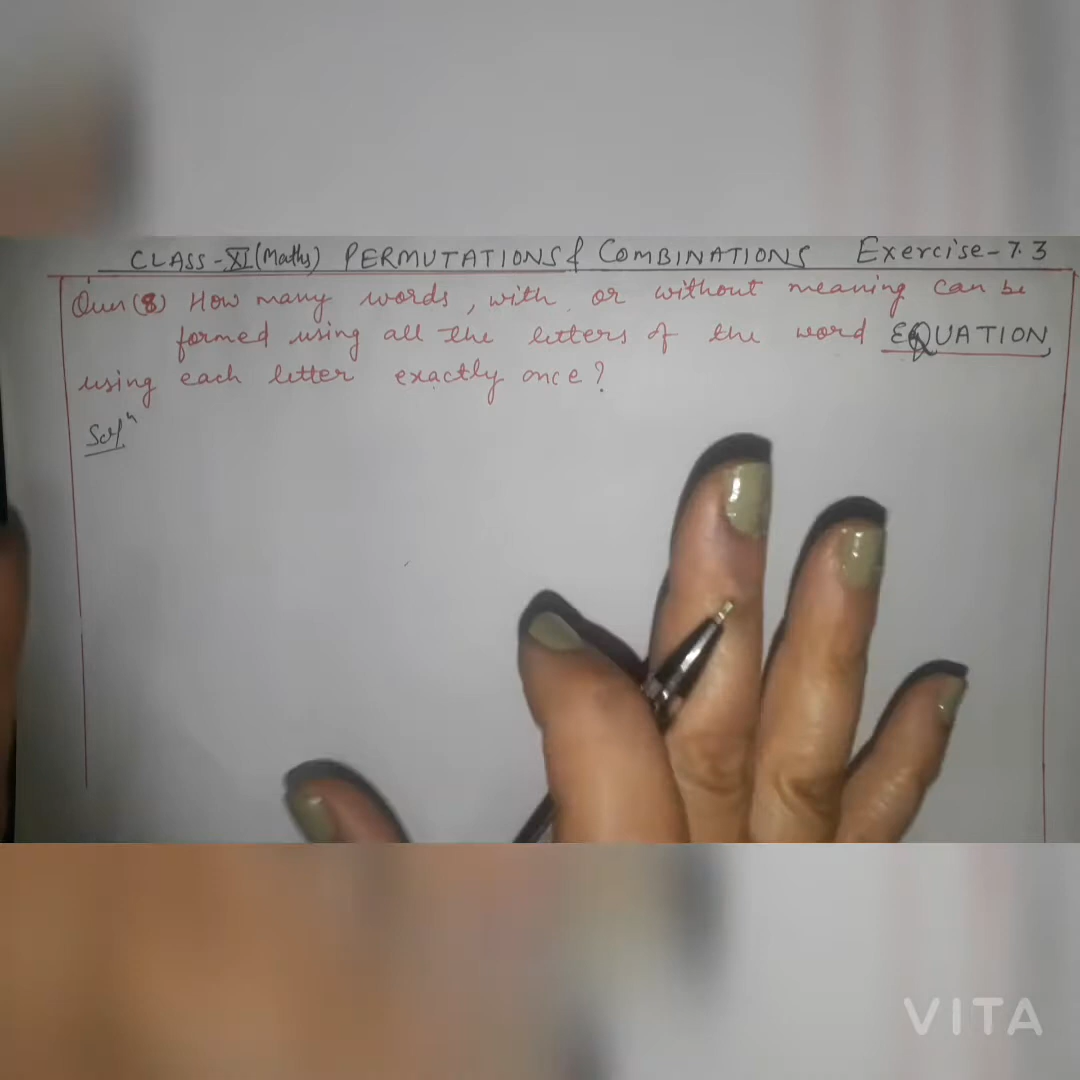 CLASS-XI (Maths) PERMUTATIONS & COMBINATIONS Exercise-7.3
Ques (8) How many words, with or without meaning can be
formed using all the letters of the word EQUATION,
using each letter exactly once?
Solⁿ
VITA